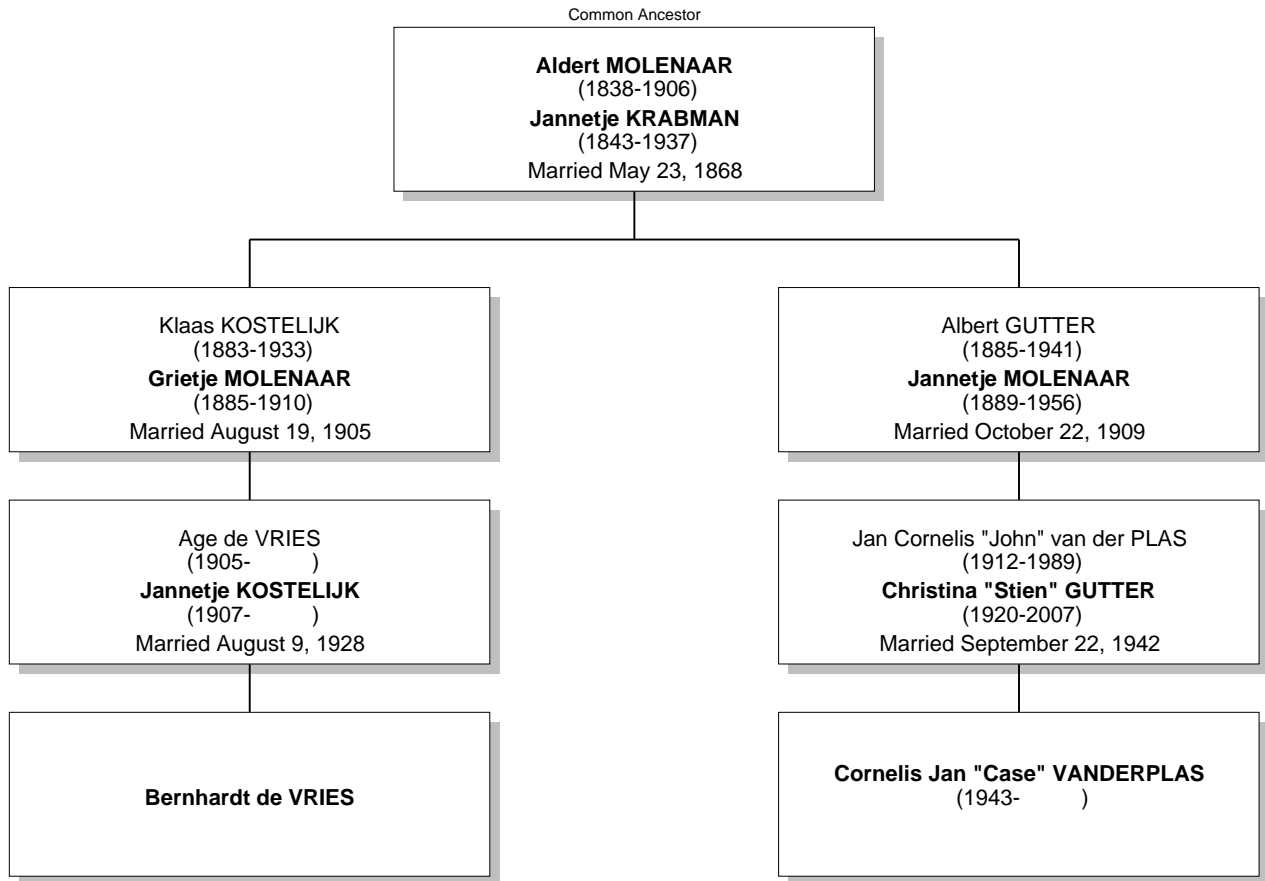 Common Ancestor
Aldert MOLENAAR
(1838-1906)
Jannetje KRABMAN
(1843-1937)
Married May 23, 1868
Klaas KOSTELIJK
(1883-1933)
Grietje MOLENAAR
(1885-1910)
Married August 19, 1905
Albert GUTTER
(1885-1941)
Jannetje MOLENAAR
(1889-1956)
Married October 22, 1909
Age de VRIES
(1905-          )
Jannetje KOSTELIJK
(1907-          )
Married August 9, 1928
Jan Cornelis "John" van der PLAS
(1912-1989)
Christina "Stien" GUTTER
(1920-2007)
Married September 22, 1942
Bernhardt de VRIES
Cornelis Jan "Case" VANDERPLAS
(1943-          )